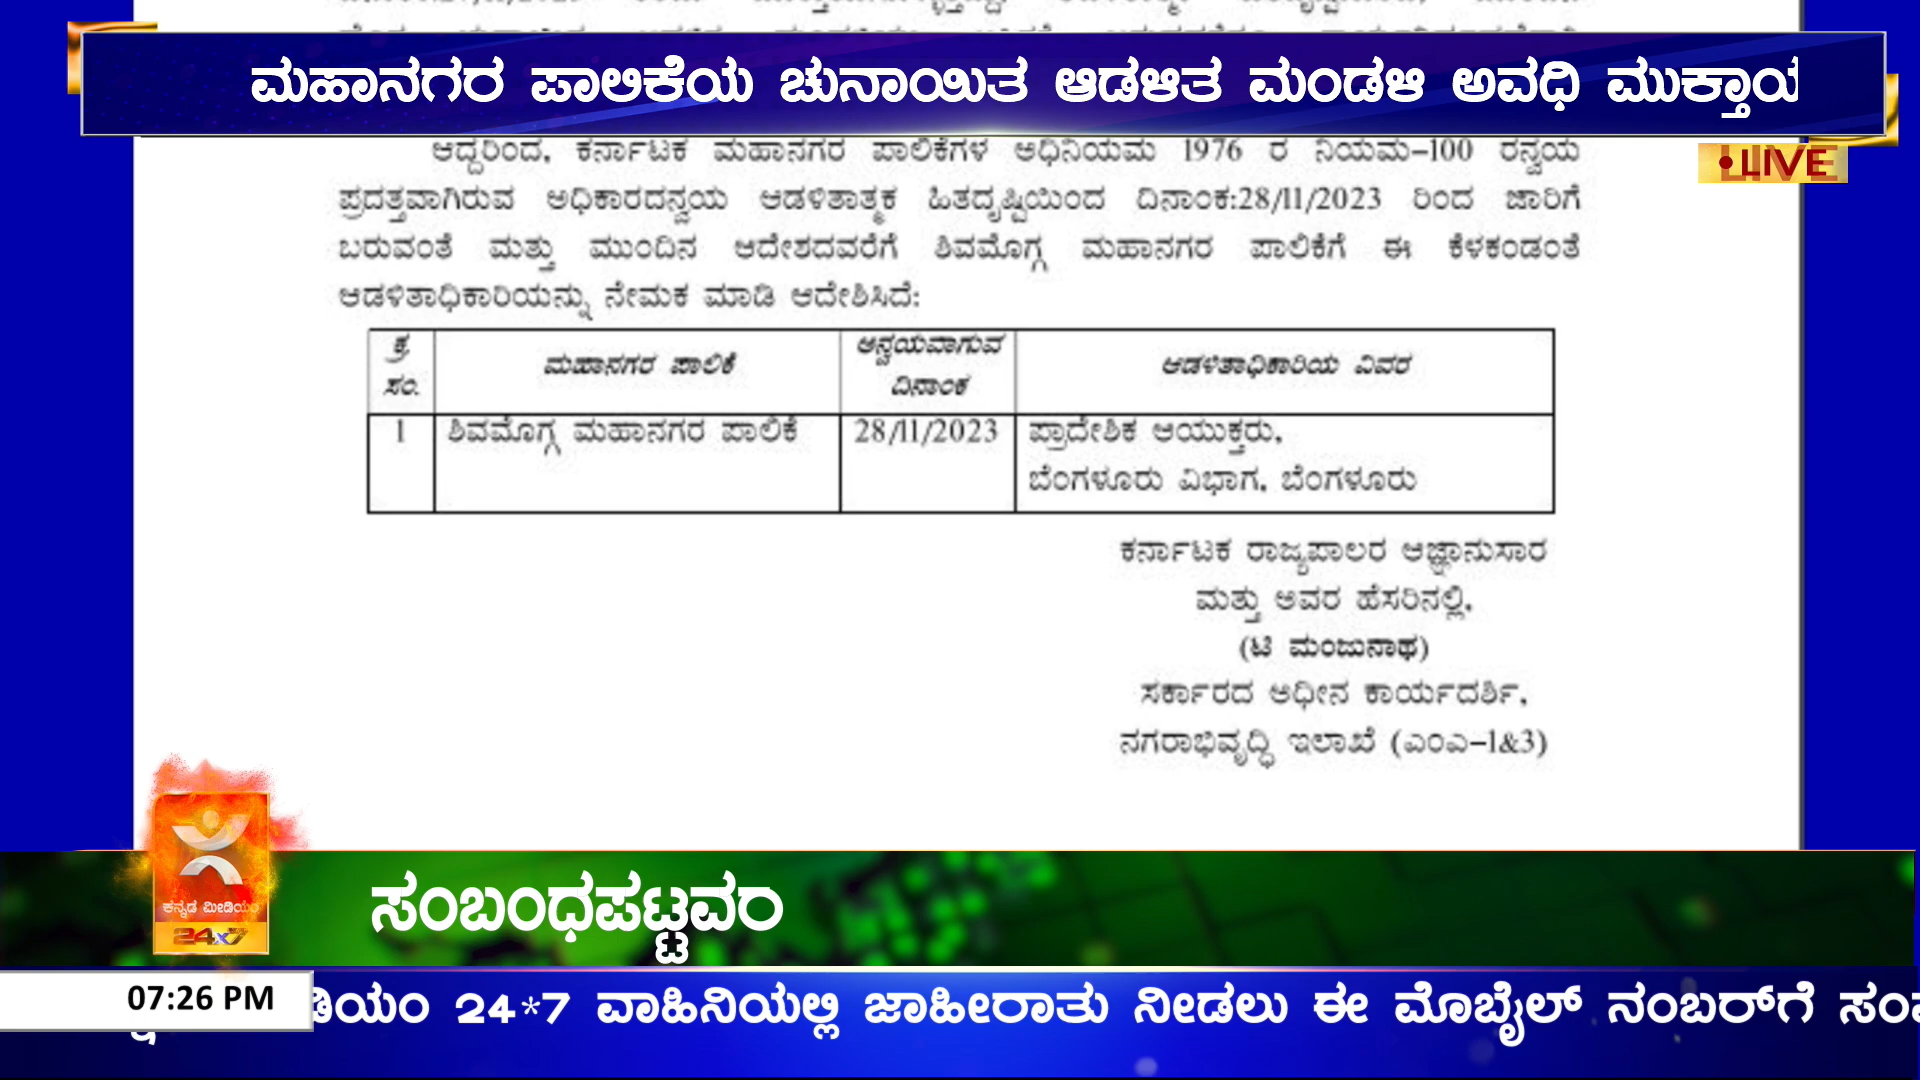 ಮಹಾನಗರ ಪಾಲಿಕೆಯ ಚುನಾಯಿತ ಆಡಳಿತ ಮಂಡಳಿ ಅವಧಿ ಮುಕ್ತಾಯ
LIVE
ಆದ್ದರಿಂದ, ಕರ್ನಾಟಕ ಮಹಾನಗರ ಪಾಲಿಕೆಗಳ ಅಧಿನಿಯಮ 1976 ರ ನಿಯಮ-100 ರನ್ವಯ
ಪ್ರದತ್ತವಾಗಿರುವ ಅಧಿಕಾರದನ್ವಯ ಆಡಳಿತಾತ್ಮಕ ಹಿತದೃಷ್ಟಿಯಿಂದ ದಿನಾಂಕ:28/11/2023 ರಿಂದ ಜಾರಿಗೆ
ಬರುವಂತೆ ಮತ್ತು ಮುಂದಿನ ಆದೇಶದವರೆಗೆ ಶಿವಮೊಗ್ಗ ಮಹಾನಗರ ಪಾಲಿಕೆಗೆ ಈ ಕೆಳಕಂಡಂತೆ
ಆಡಳಿತಾಧಿಕಾರಿಯನ್ನು ನೇಮಕ ಮಾಡಿ ಆದೇಶಿಸಿದೆ:
ಕ್ರ ಸಂ. ಮಹಾನಗರ ಪಾಲಿಕೆ ಅನ್ವಯವಾಗುವ ದಿನಾಂಕ ಆಡಳಿತಾಧಿಕಾರಿಯ ವಿವರ
1 ಶಿವಮೊಗ್ಗ ಮಹಾನಗರ ಪಾಲಿಕೆ 28/11/2023 ಪ್ರಾದೇಶಿಕ ಆಯುಕ್ತರು,
ಬೆಂಗಳೂರು ವಿಭಾಗ, ಬೆಂಗಳೂರು
ಕರ್ನಾಟಕ ರಾಜ್ಯಪಾಲರ ಆಜ್ಞಾನುಸಾರ
ಮತ್ತು ಅವರ ಹೆಸರಿನಲ್ಲಿ,
(ಟಿ ಮಂಜುನಾಥ)
ಸರ್ಕಾರದ ಅಧೀನ ಕಾರ್ಯದರ್ಶಿ,
ನಗರಾಭಿವೃದ್ಧಿ ಇಲಾಖೆ (ಎಂಎ-1&3)
ಕನ್ನಡ ಮೀಡಿಯಂ
24x7
ಸಂಬಂಧಪಟ್ಟವರಂ
07:26 PM
ಡಿಯಂ 24*7 ವಾಹಿನಿಯಲ್ಲಿ ಜಾಹೀರಾತು ನೀಡಲು ಈ ಮೊಬೈಲ್ ನಂಬರ್‌ಗೆ